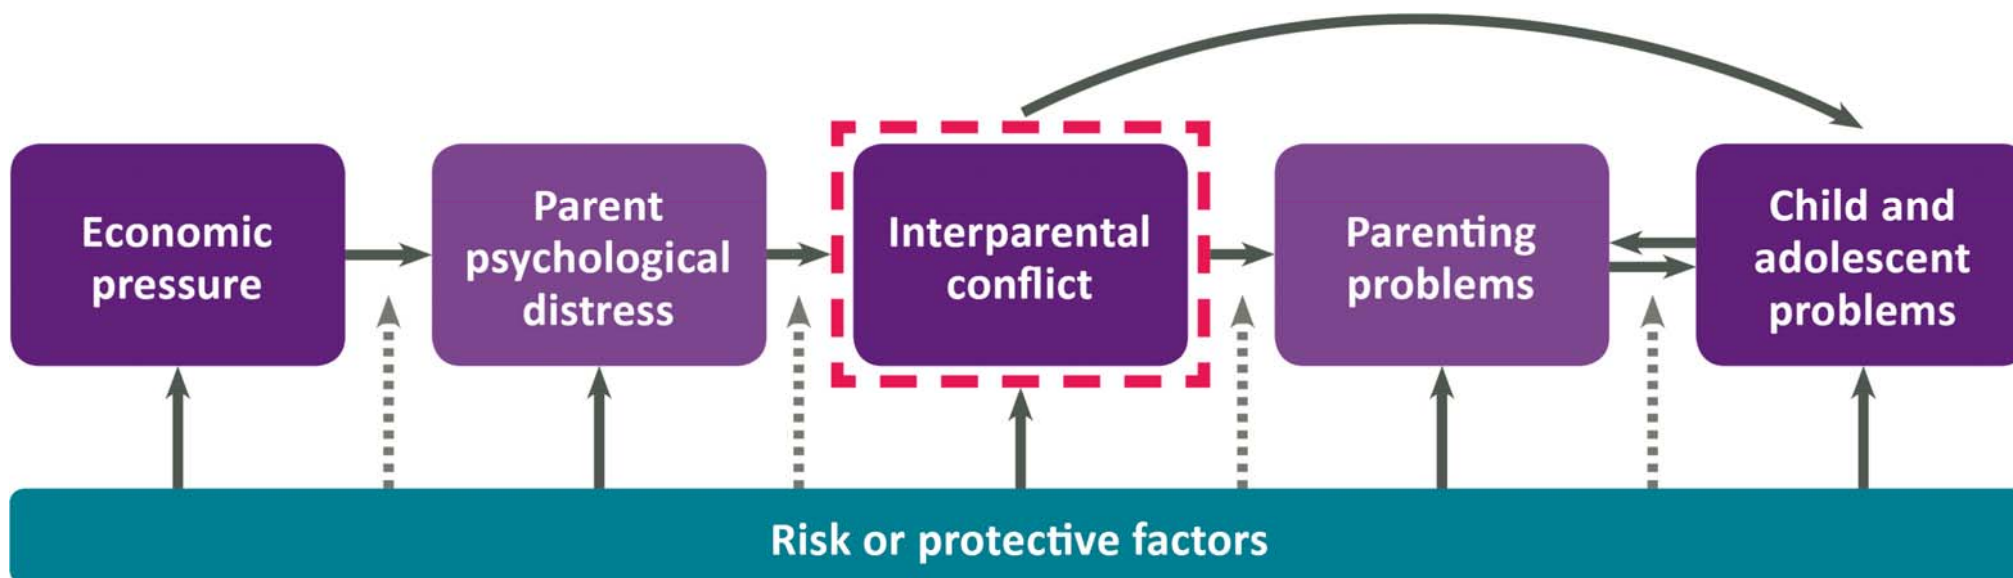 Economic
pressure
Parent
psychological
distress
Interparental
conflict
Parenting
problems
Child and
adolescent
problems
Risk or protective factors